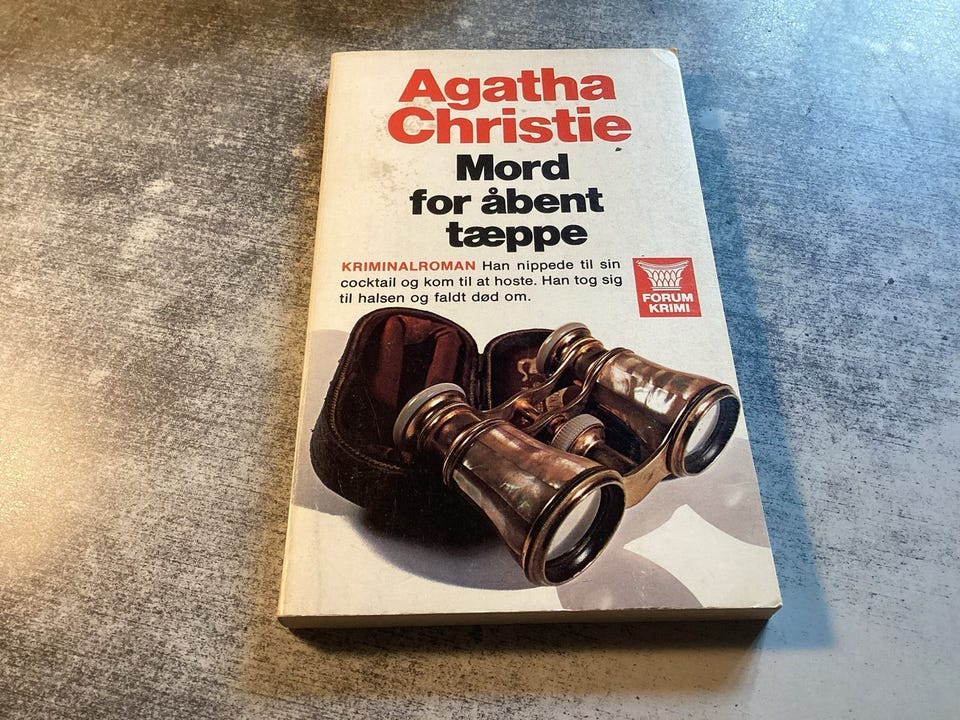 Agatha
Christie
Mord
for åbent
tæppe
KRIMINALROMAN Han nippede til sin
cocktail og kom til at hoste. Han tog sig
til halsen og faldt død om.
FORUM
KRIMI